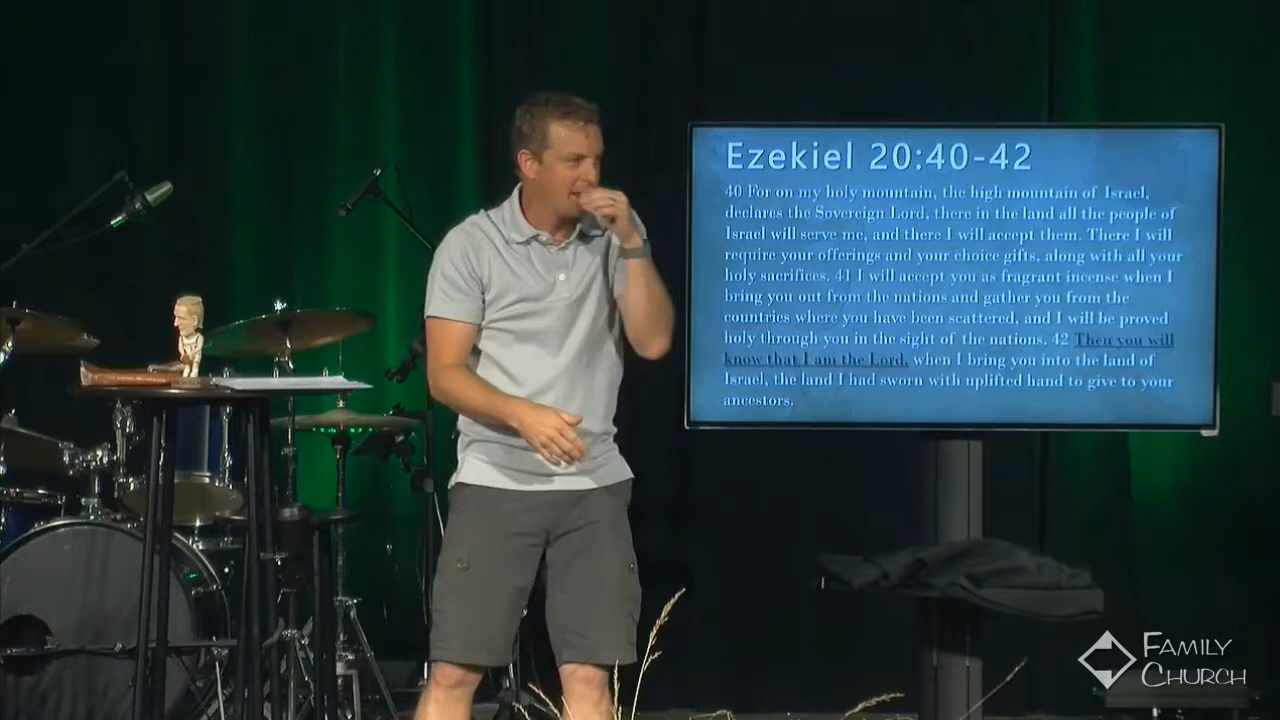 Ezekiel 20:40-42
40 For on my holy mountain, the high mountain of Israel,
declares the Sovereign Lord, there in the land all the people of
Israel will serve me, and there I will accept them. There I will
require your offerings and your choice gifts, along with all your
holy sacrifices. 41 I will accept you as fragrant incense when I
bring you out from the nations and gather you from the
countries where you have been scattered, and I will be proved
holy through you in the sight of the nations. 42 Then you will
know that I am the Lord, when I bring you into the land of
Israel, the land I had sworn with uplifted hand to give to your
ancestors.
FAMILY
CHURCH